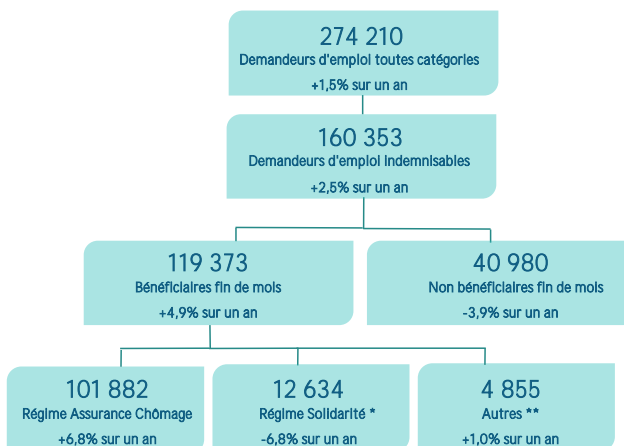 274 210
Demandeurs d'emploi toutes catégories
+1,5% sur un an
160 353
Demandeurs d'emploi indemnisables
+2,5% sur un an
119 373
Bénéficiaires fin de mois
+4,9% sur un an
40 980
Non bénéficiaires fin de mois
-3,9% sur un an
101 882
Régime Assurance Chômage
+6,8% sur un an
12 634
Régime Solidarité *
-6,8% sur un an
4 855
Autres **
+1,0% sur un an